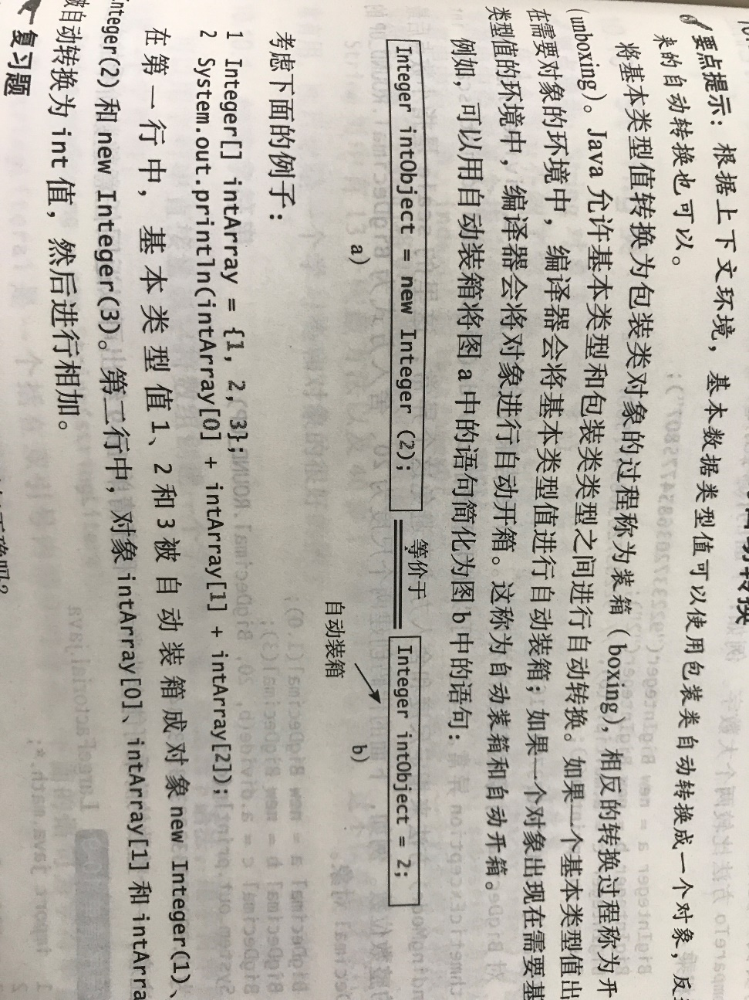 自动转换
要点提示：根据上下文环境，基本数据类型值可以使用包装类自动转换成一个对象，反
来的自动转换也可以。
将基本类型值转换为包装类对象的过程称为装箱（boxing），相反的转换过程称为开
(unboxing)。Java 允许基本类型和包装类类型之间进行自动转换。如果一个基本类型值出
在需要对象的环境中，编译器会将基本类型值进行自动装箱；如果一个对象出现在需要基
类型值的环境中，编译器会将对象进行自动开箱。这称为自动装箱和自动开箱。
例如，可以用自动装箱将图 a 中的语句简化为图 b 中的语句：
Integer intObject = new Integer (2);
等价于
Integer intObject = 2;
a）
自动装箱
b）
考虑下面的例子：
1 Integer[] intArray = {1, 2, 3};
2 System.out.println(intArray[0] + intArray[1] + intArray[2]);
在第一行中，基本类型值 1、2 和 3 被自动装箱成对象 new Integer(1)、
Integer(2) 和 new Integer(3)。第二行中，对象 intArray[0]、intArray[1] 和 intArra
被自动转换为 int 值，然后进行相加。
复习题